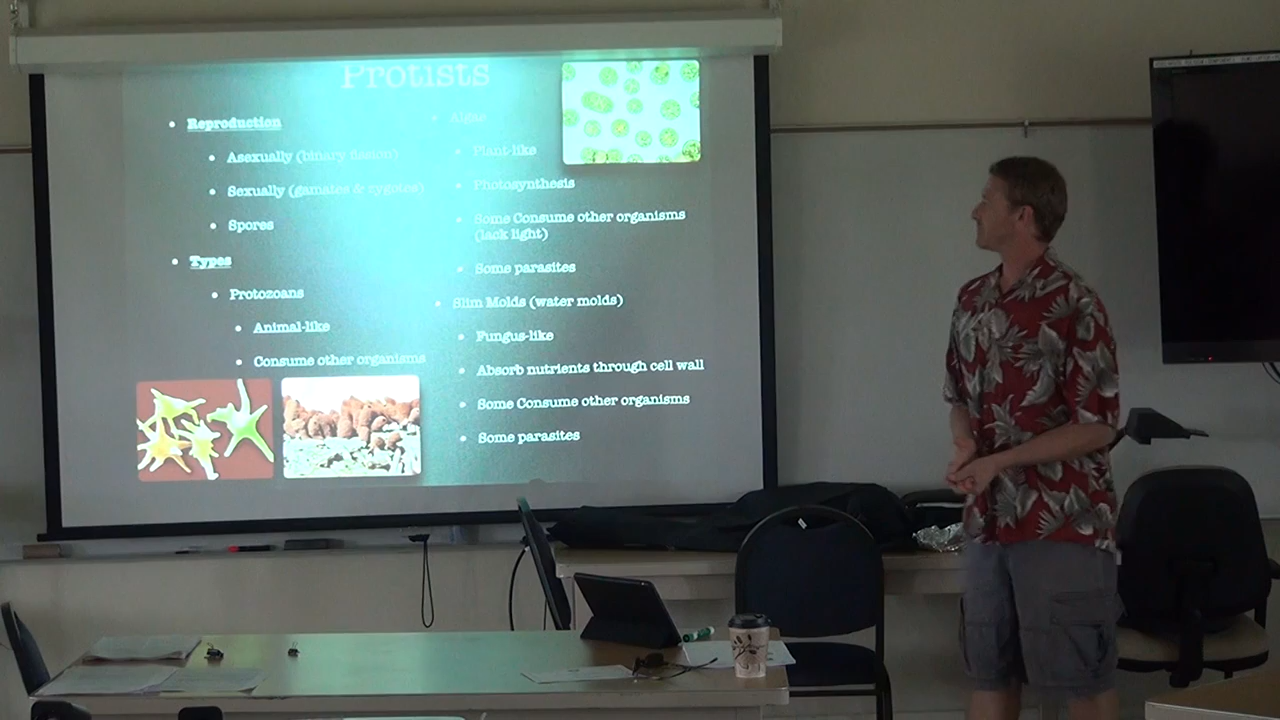 Protists
Reproduction
Asexually (binary fission)
Sexually (gamates & zygotes)
Spores
Types
Protozoans
Animal-like
Consume other organisms
Algae
Plant-like
Photosynthesis
Some Consume other organisms
(lack light)
Some parasites
Slim Molds (water molds)
Fungus-like
Absorb nutrients through cell wall
Some Consume other organisms
Some parasites